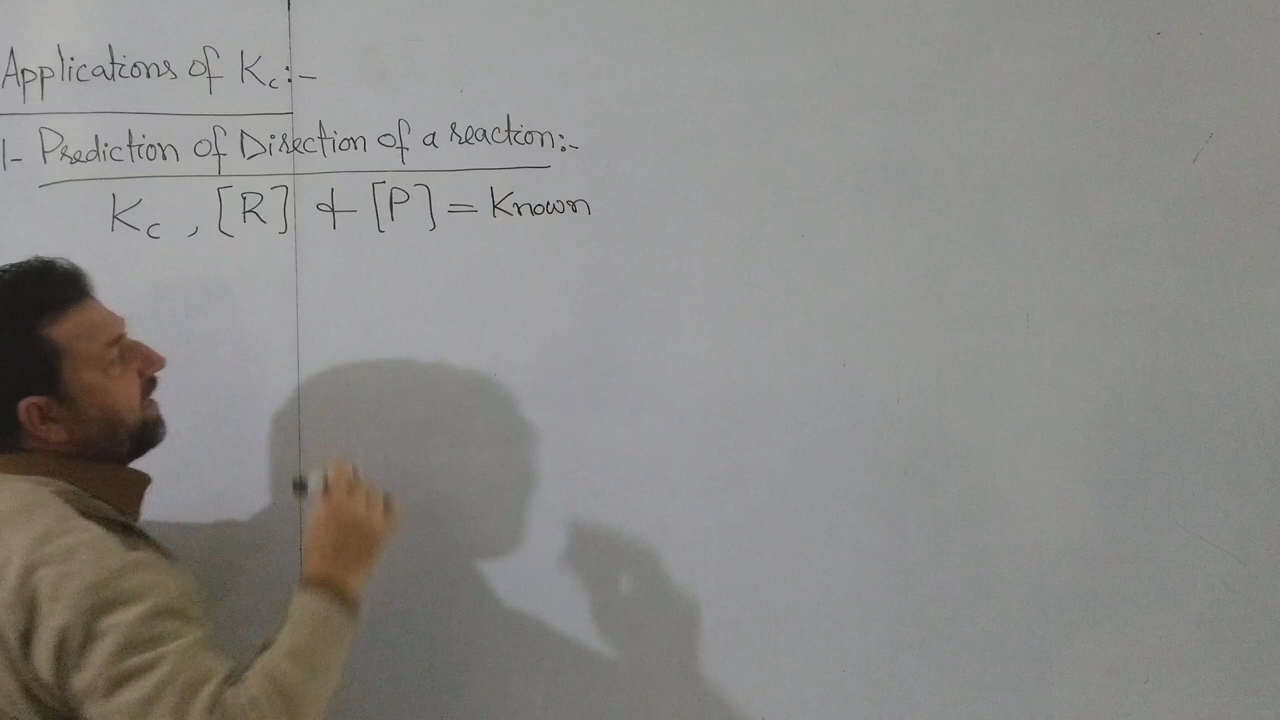 Applications of Kc:-
1- Prediction of Direction of a reaction:-
Kc, [R] & [P] = Known